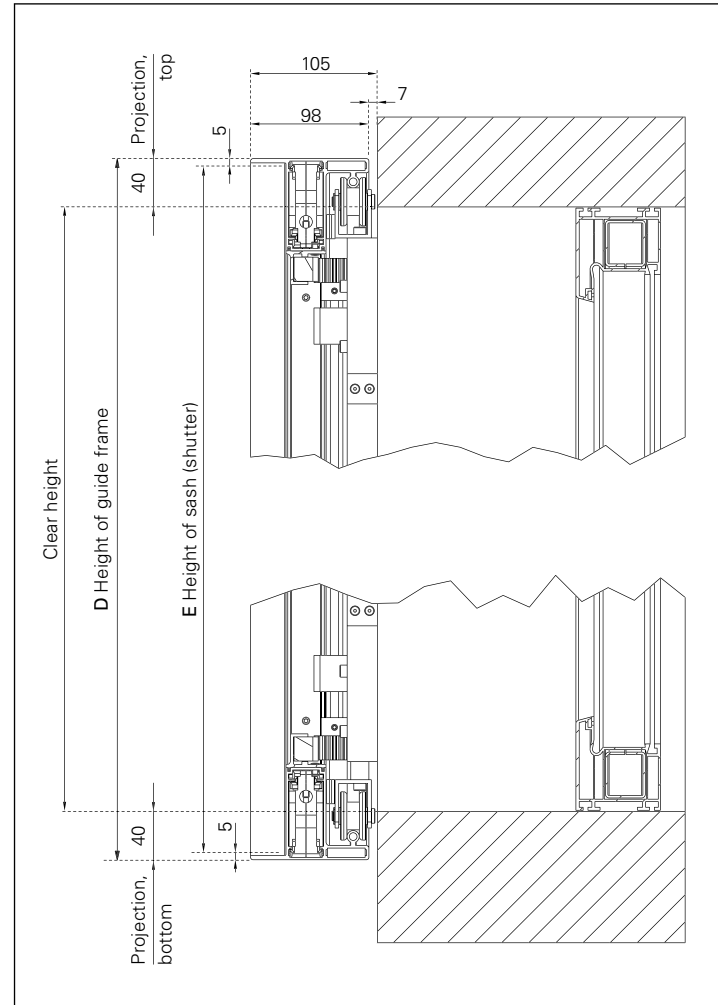 105
98
7
Projection,
top
5
40
Clear height
D Height of guide frame
E Height of sash (shutter)
40
5
Projection,
bottom